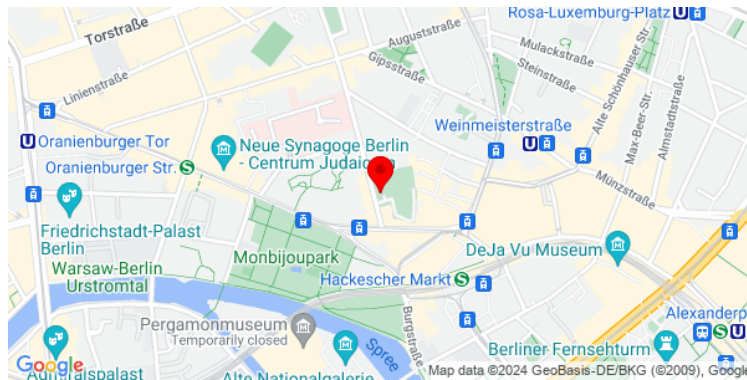 Rosa-Luxemburg-Platz U
Torstraße
Auguststraße
Mulackstraße
Gipsstraße
Steinstraße
Alte Schönhauser Str.
Linienstraße
Max-Beer-Str.
Almstadtstraße
Weinmeisterstraße
U Oranienburger Tor
Neue Synagoge Berlin
- Centrum Judaicum
Oranienburger Str. S
Münzstraße
Friedrichstadt-Palast
Berlin
DeJa Vu Museum
Monbijoupark
Warsaw-Berlin
Urstromtal
Hackescher Markt S
Burgstraße
Pergamonmuseum
Temporarily closed
Alexanderp
S U
Spree
Berliner Fernsehturm
Google
Admiralspalast
Alte Nationalgalerie
Map data ©2024 GeoBasis-DE/BKG (©2009), Google